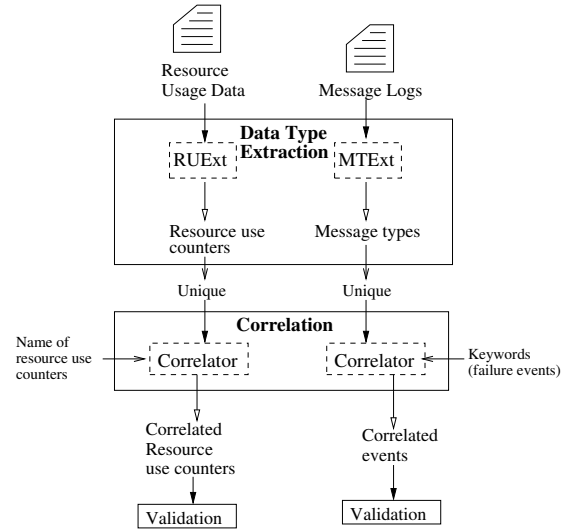 Resource
Usage Data
Message Logs
Data Type
Extraction
RUExt
MTExt
Resource use
counters
Message types
Unique
Unique
Correlation
Name of
resource use
counters
Correlator
Correlator
Keywords
(failure events)
Correlated
Resource
use counters
Correlated
events
Validation
Validation